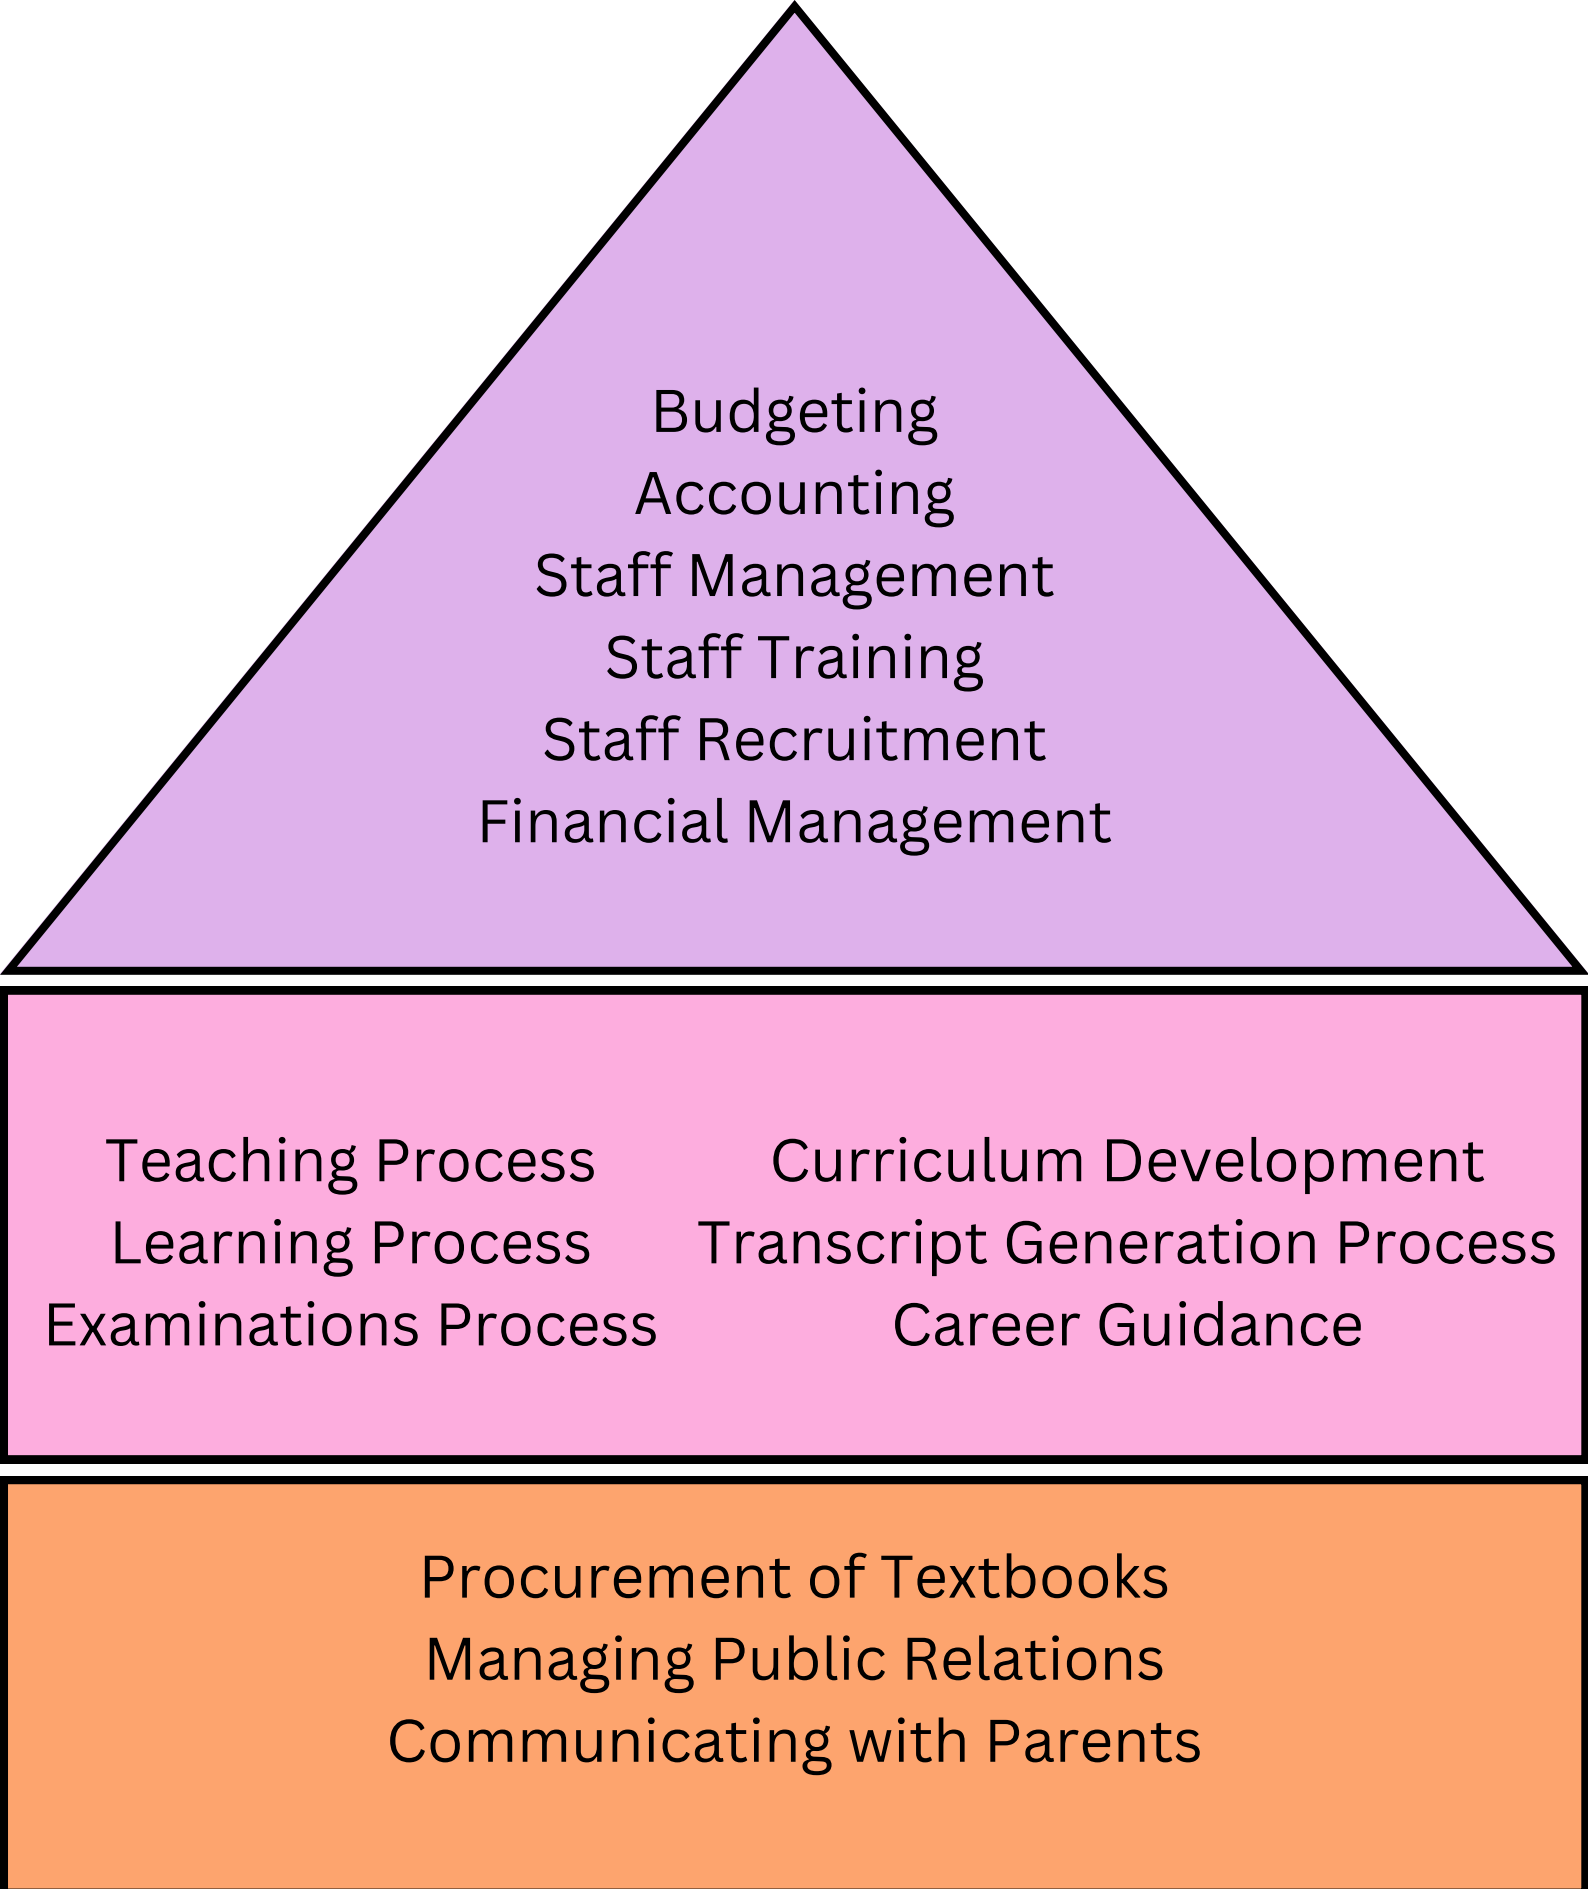 Budgeting
Accounting
Staff Management
Staff Training
Staff Recruitment
Financial Management
Teaching Process
Learning Process
Examinations Process
Curriculum Development
Transcript Generation Process
Career Guidance
Procurement of Textbooks
Managing Public Relations
Communicating with Parents